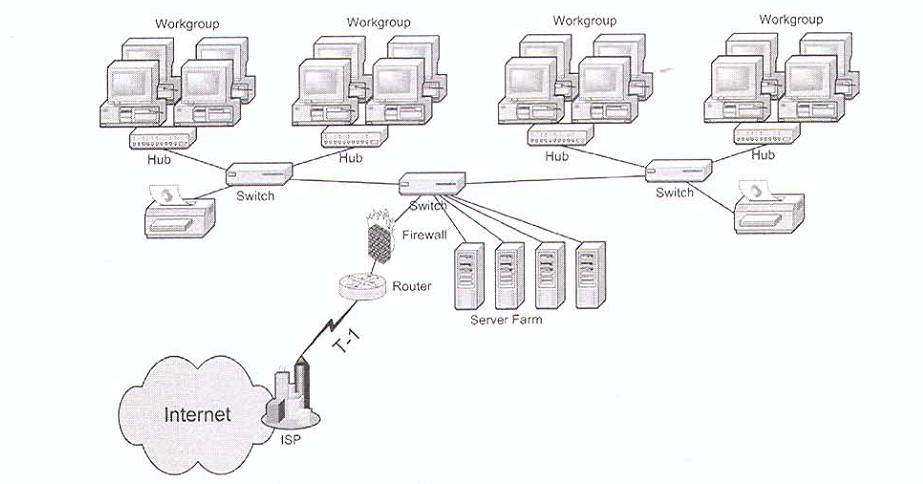 Workgroup
Workgroup
Workgroup
Workgroup
Hub
Hub
Hub
Hub
Switch
Switch
Switch
Firewall
Router
Server Farm
T-1
Internet
ISP